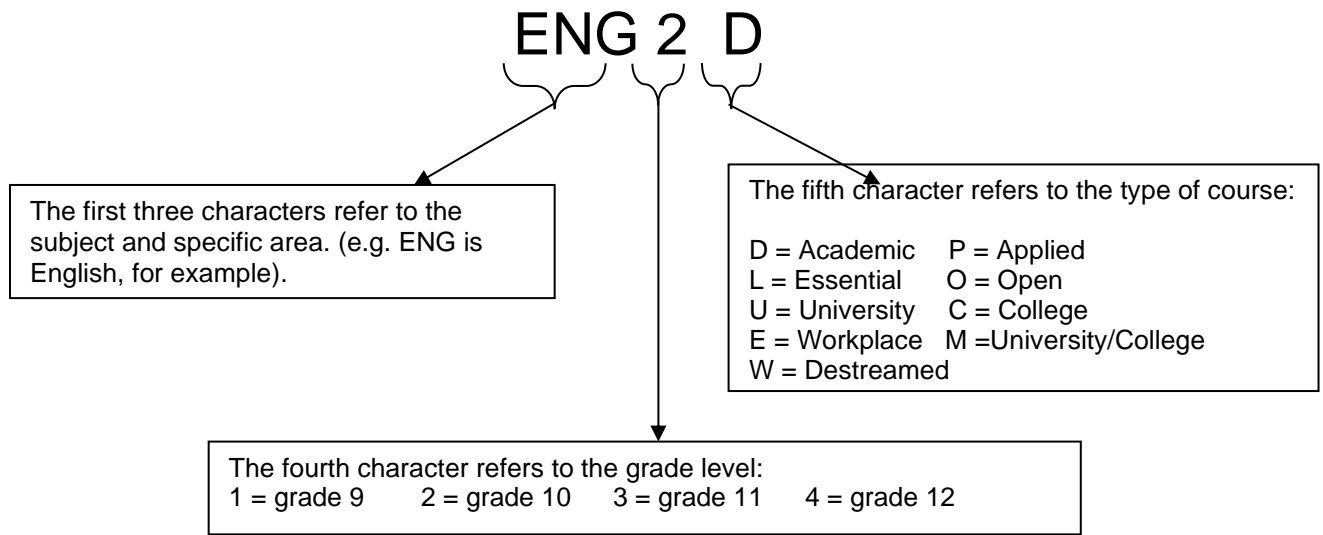 ENG 2 D
The first three characters refer to the
subject and specific area. (e.g. ENG is
English, for example).
The fifth character refers to the type of course:
D = Academic P = Applied
L = Essential O = Open
U = University C = College
E = Workplace M =University/College
W = Destreamed
The fourth character refers to the grade level:
1 = grade 9 2 = grade 10 3 = grade 11 4 = grade 12